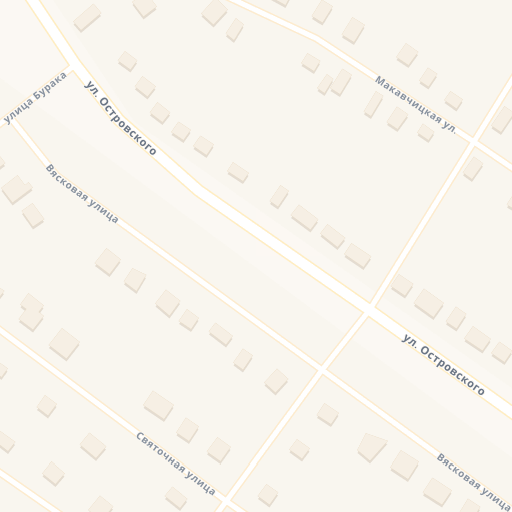 улица Бурака
ул. Островского
Макавчицкая ул.
Вясковая улица
ул. Островского
Святочная улица
Вясковая улица